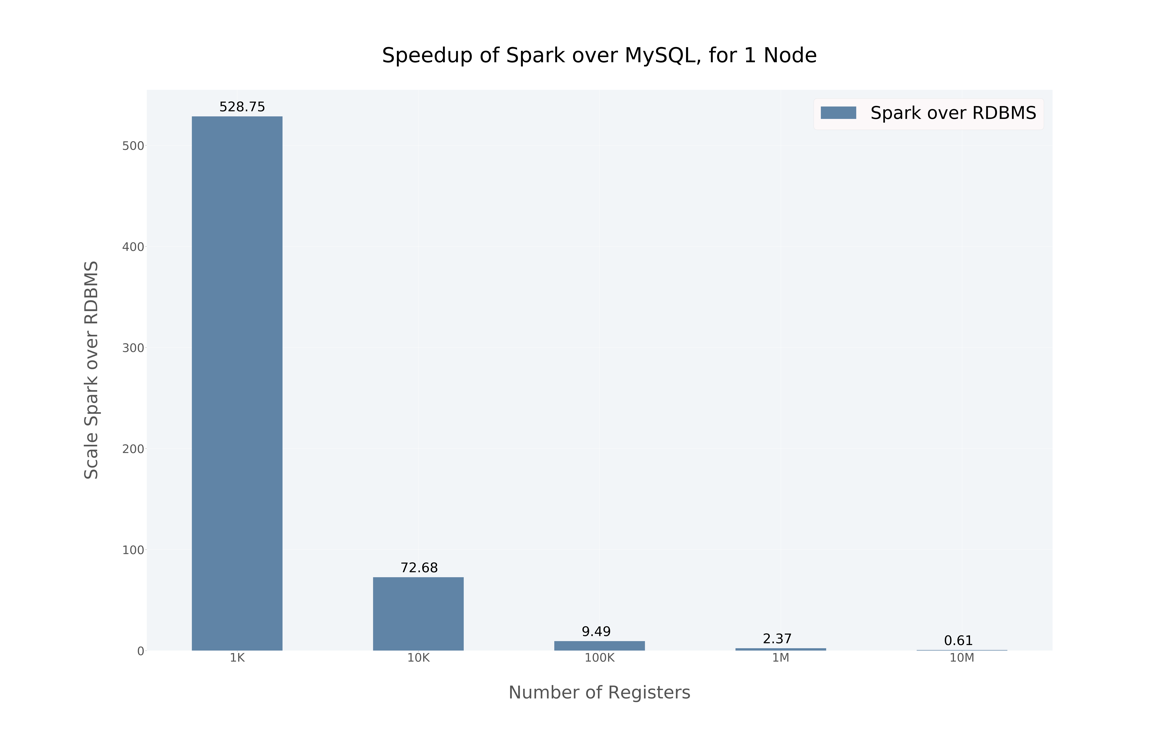 Speedup of Spark over MySQL, for 1 Node
Spark over RDBMS
Scale Spark over RDBMS
500
400
300
200
100
0
528.75
72.68
9.49
2.37
0.61
1K
10K
100K
1M
10M
Number of Registers